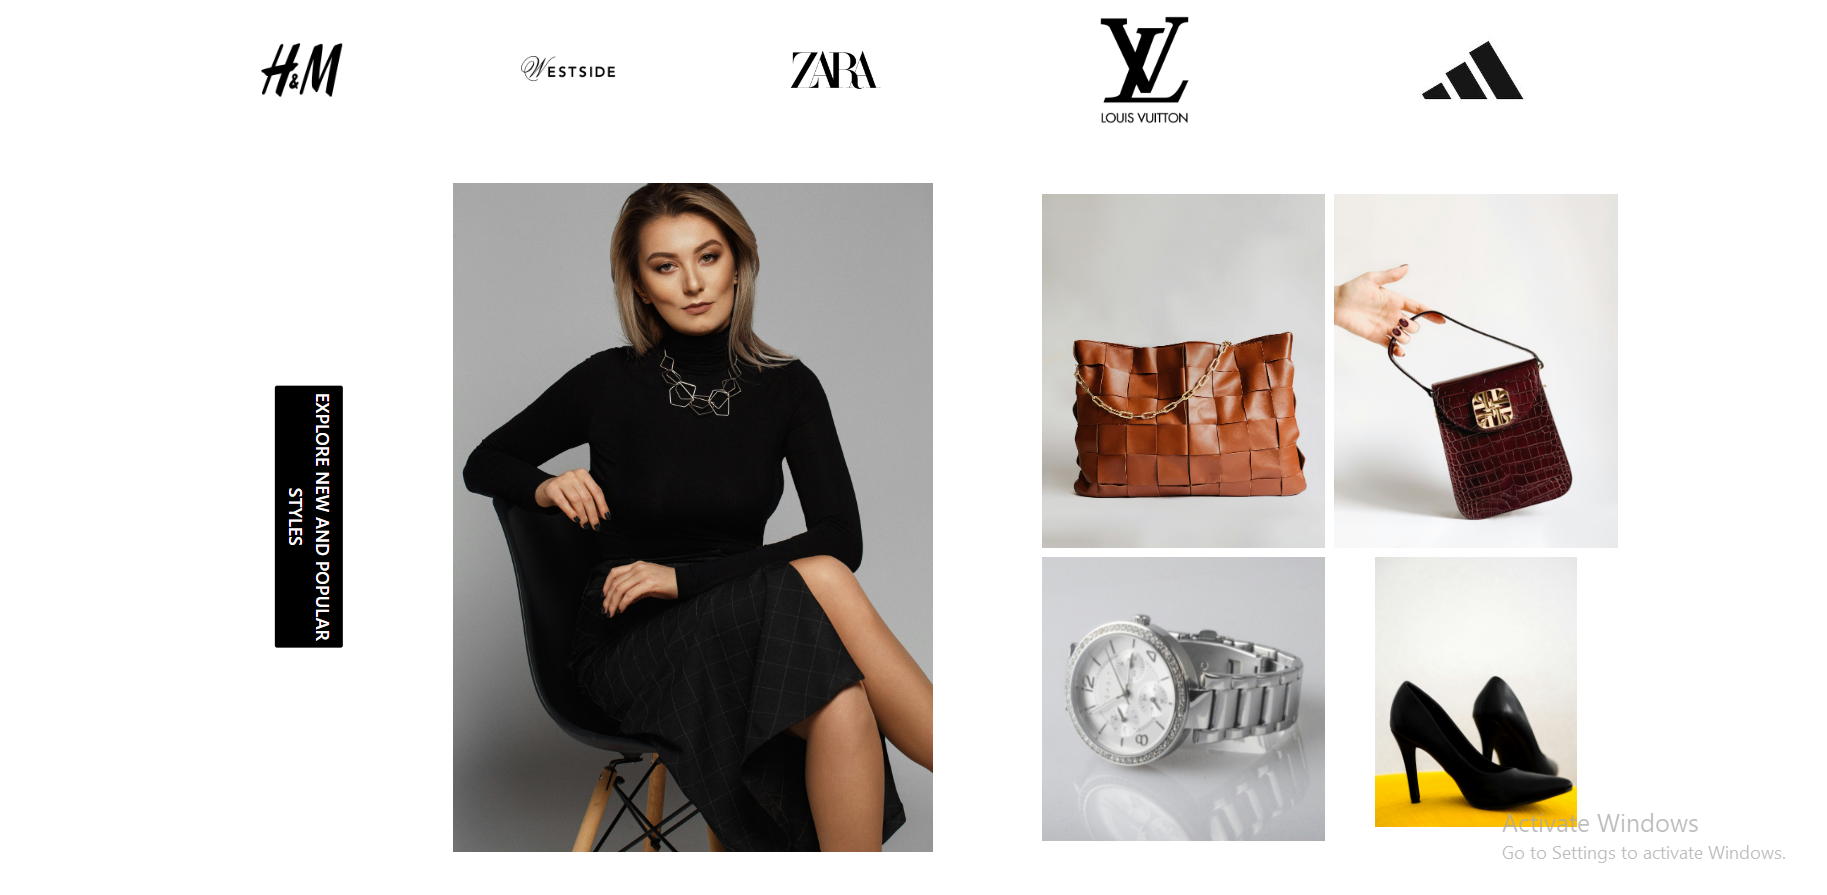 H&M
WESTSIDE
ZARA
LV
LOUIS VUITTON
EXPLORE NEW AND POPULAR
STYLES
Activate Windows
Go to Settings to activate Windows.